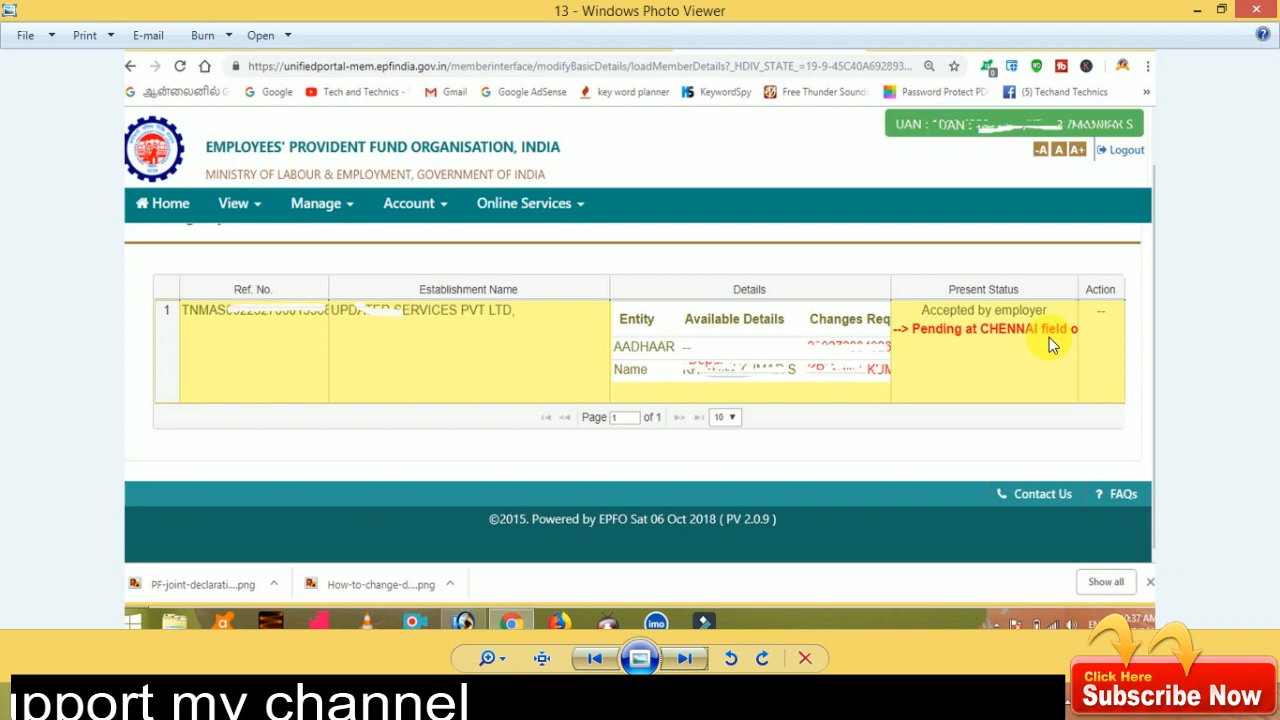 13 - Windows Photo Viewer
File Print E-mail Burn Open
https://unifiedportal-mem.epfindia.gov.in/memberinterface/modifyBasicDetails/loadMemberDetails?_HDIV_STATE_=19-9-45C40A692893...
Google Tech and Technics - Gmail Google AdSense key word planner KeywordSpy Free Thunder Sound Password Protect PD (5) Techand Technics »
UAN :
EMPLOYEES' PROVIDENT FUND ORGANISATION, INDIA
-A A A+ Logout
MINISTRY OF LABOUR & EMPLOYMENT, GOVERNMENT OF INDIA
Home View Manage Account Online Services
Ref. No. Establishment Name Details Present Status Action
1 SERVICES PVT LTD, Accepted by employer --
Entity Available Details Changes Req
--> Pending at CHENNAI field o
AADHAAR --
Name
Page 1 of 1 10
Contact Us ? FAQs
©2015. Powered by EPFO Sat 06 Oct 2018 ( PV 2.0.9 )
PF-joint-declarati....png How-to-change-d....png Show all
imo
Click Here
Subscribe Now
upport my channel